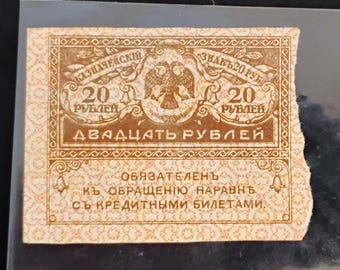 КАЗНАЧЕЙСКІЙ ЗНАКЪ 20 РУБ.
20 20
РУБЛЕЙ РУБЛЕЙ
ДВАДЦАТЬ РУБЛЕЙ
ОБЯЗАТЕЛЕНЪ
КЪ ОБРАЩЕНІЮ НАРАВНѢ
СЪ КРЕДИТНЫМИ БИЛЕТАМИ.